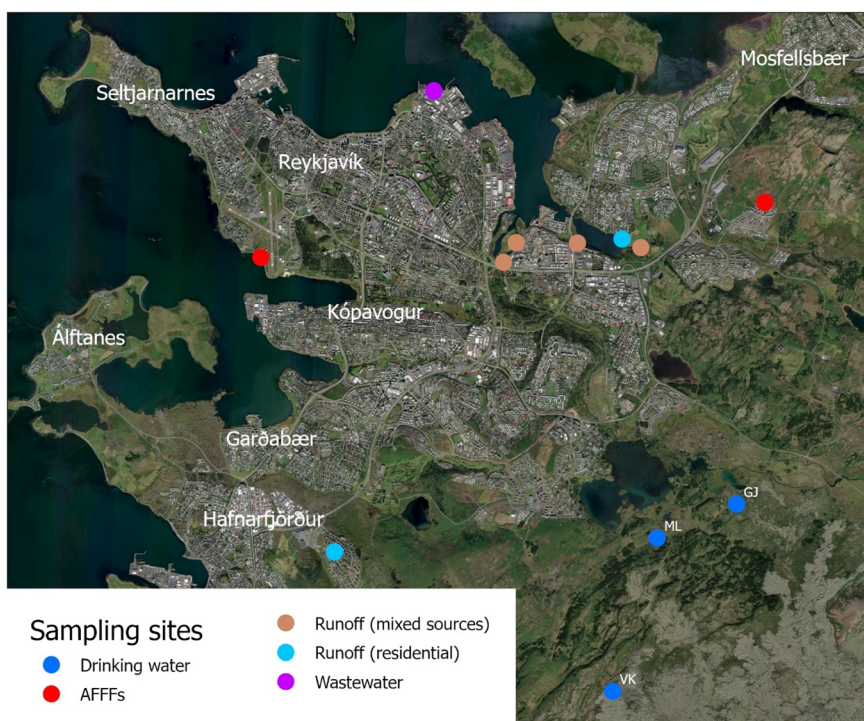 Mosfellsbær
Seltjarnarnes
Reykjavík
Kópavogur
Álftanes
Garðabær
Hafnarfjörður
GJ
ML
VK
Sampling sites
Drinking water
AFFFs
Runoff (mixed sources)
Runoff (residential)
Wastewater